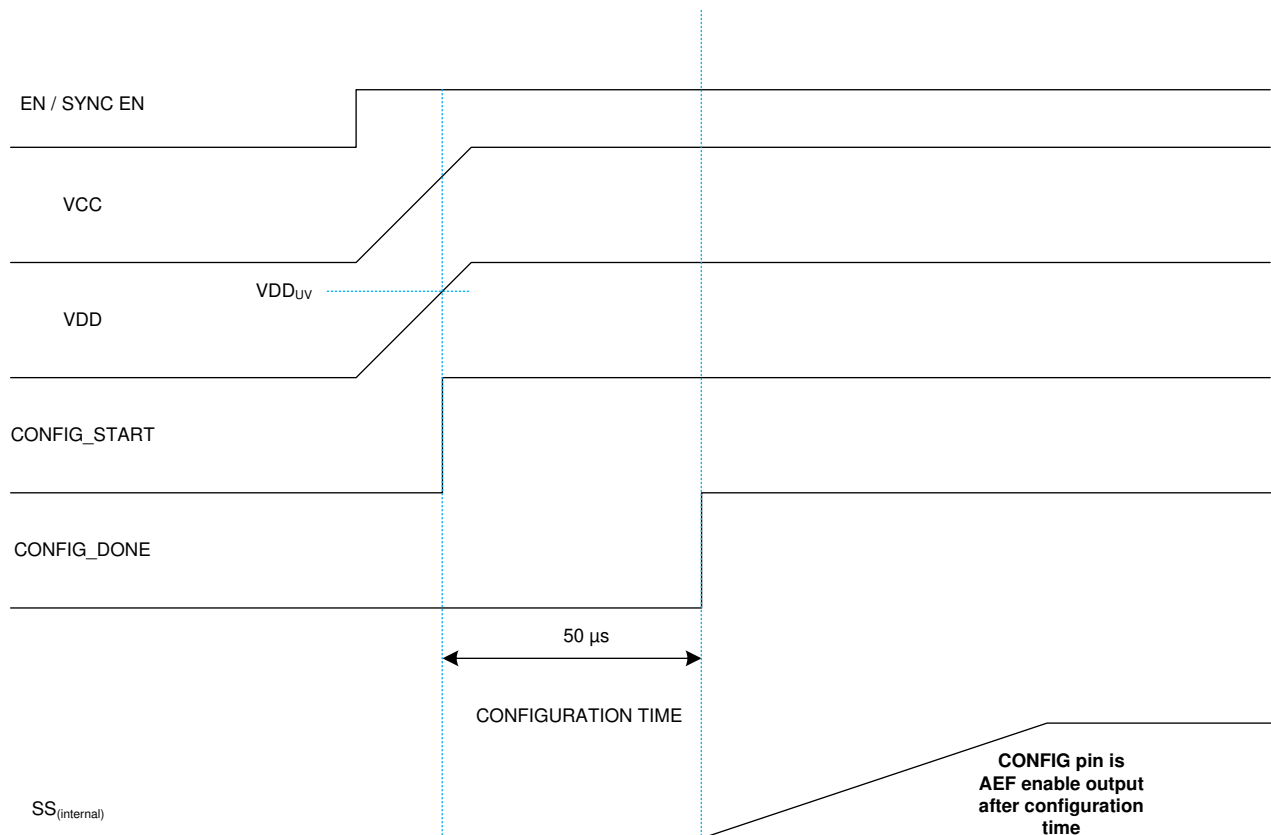 EN / SYNC EN
VCC
VDD_UV
VDD
CONFIG_START
CONFIG_DONE
50 µs
CONFIGURATION TIME
CONFIG pin is
AEF enable output
after configuration
time
SS(internal)